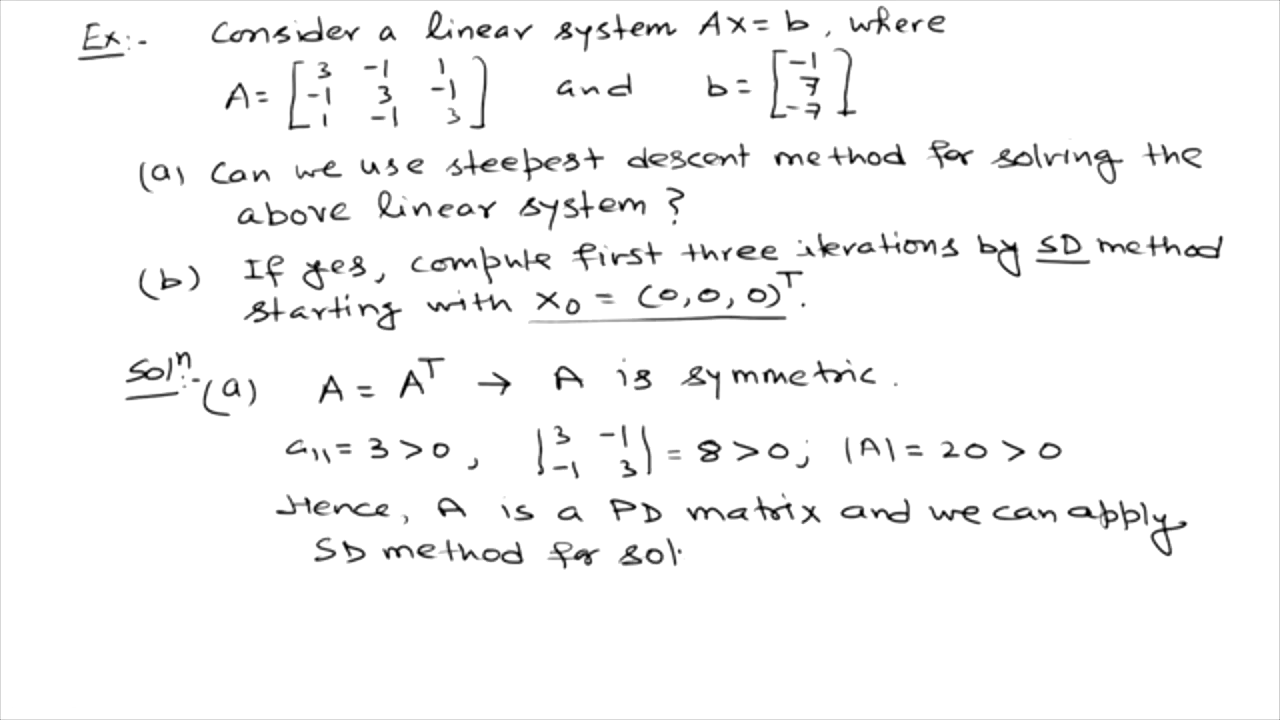 Ex:- Consider a linear system Ax = b, where
A = [3 -1 1; -1 3 -1; 1 -1 3] and b = [-1; 7; -7]
(a) Can we use steepest descent method for solving the
above linear system ?
(b) If yes, compute first three iterations by SD method
starting with x₀ = (0,0,0)ᵀ.
Solⁿ:- (a) A = Aᵀ → A is symmetric.
a₁₁ = 3 > 0, |3 -1; -1 3| = 8 > 0; |A| = 20 > 0
Hence, A is a PD matrix and we can apply
SD method for sol